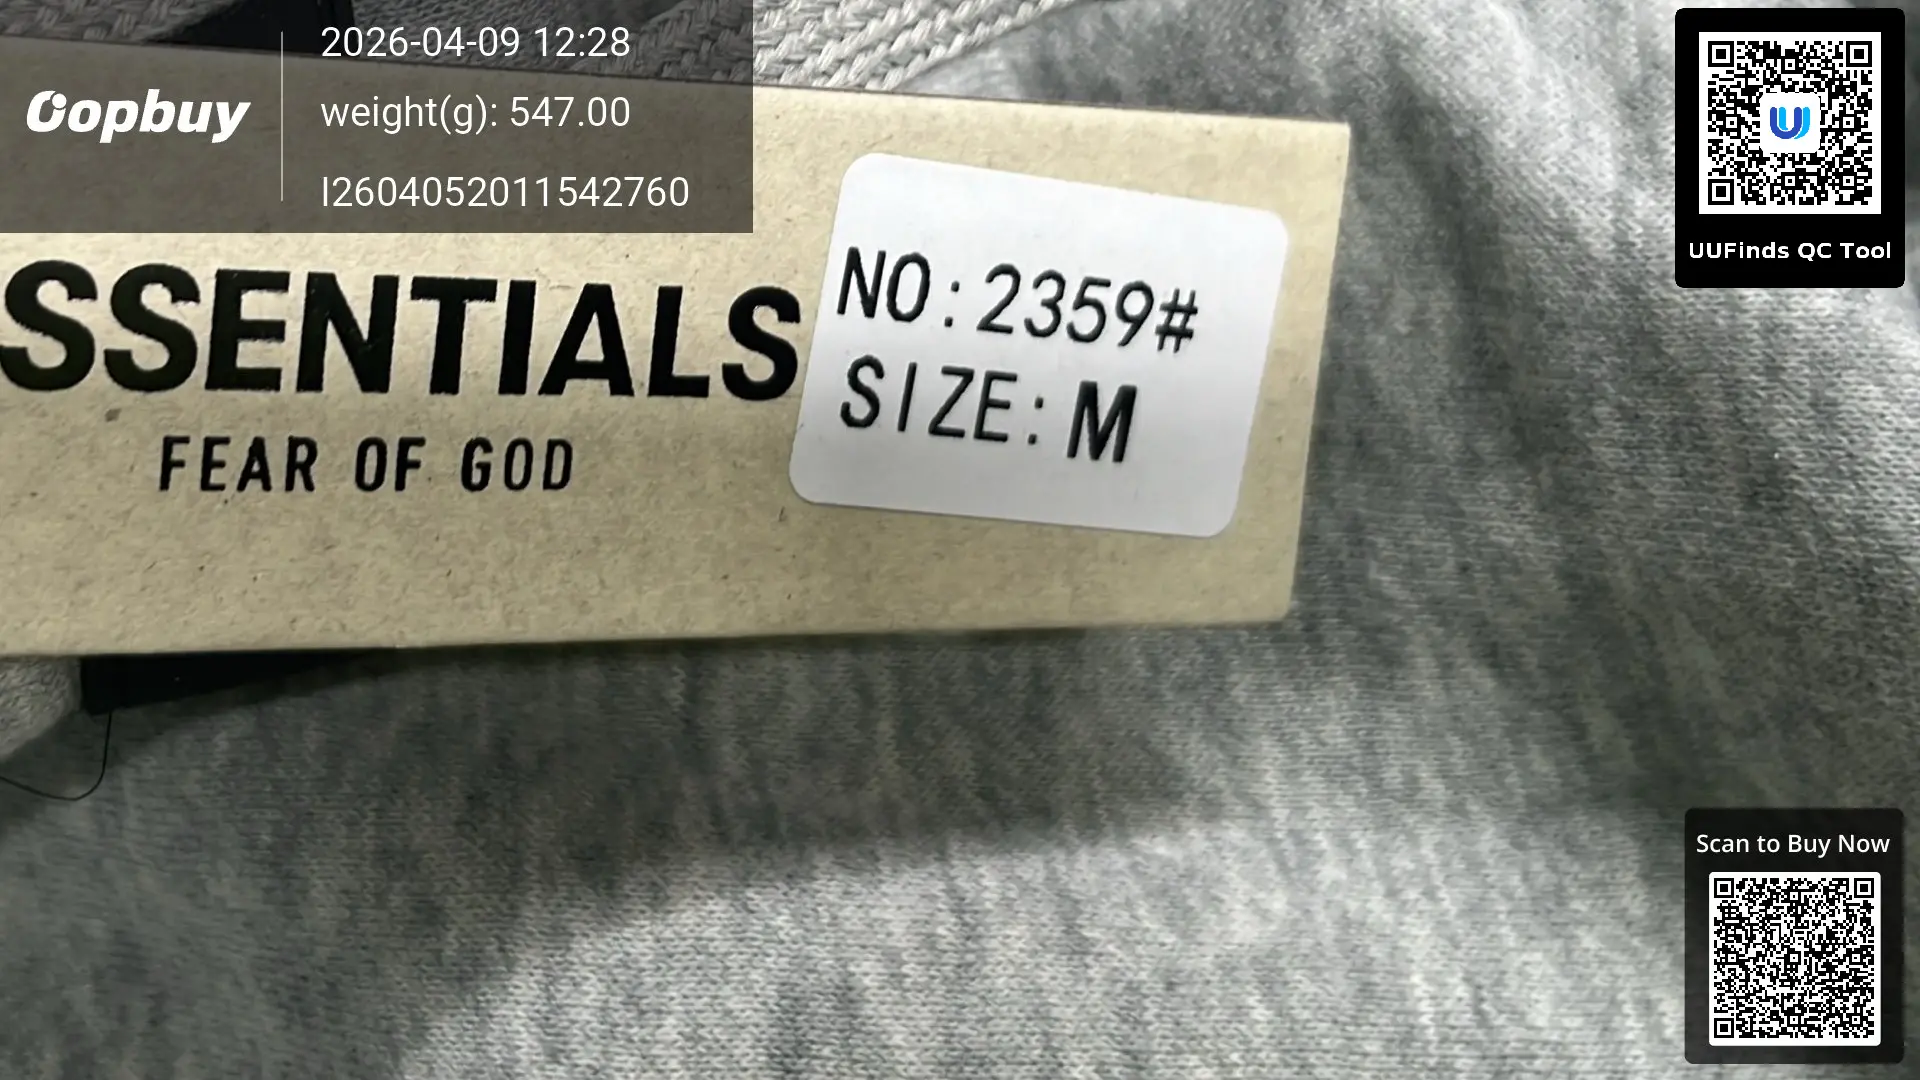 Oopbuy
2026-04-09 12:28
weight(g): 547.00
I2604052011542760
UUFinds QC Tool
SSENTIALS
FEAR OF GOD
NO:2359#
SIZE:M
Scan to Buy Now